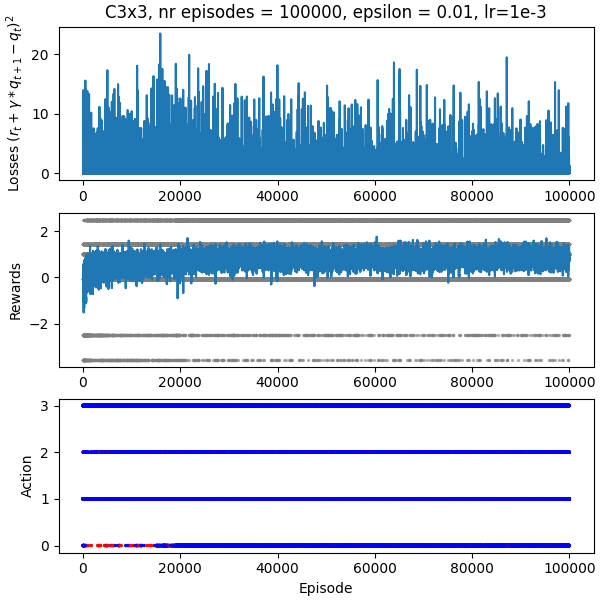 C3x3, nr episodes = 100000, epsilon = 0.01, lr=1e-3
Losses (r_t + γ * q_{t+1} − q_t)^2
20
10
0
0 20000 40000 60000 80000 100000
Rewards
2
0
−2
0 20000 40000 60000 80000 100000
Action
3
2
1
0
0 20000 40000 60000 80000 100000
Episode